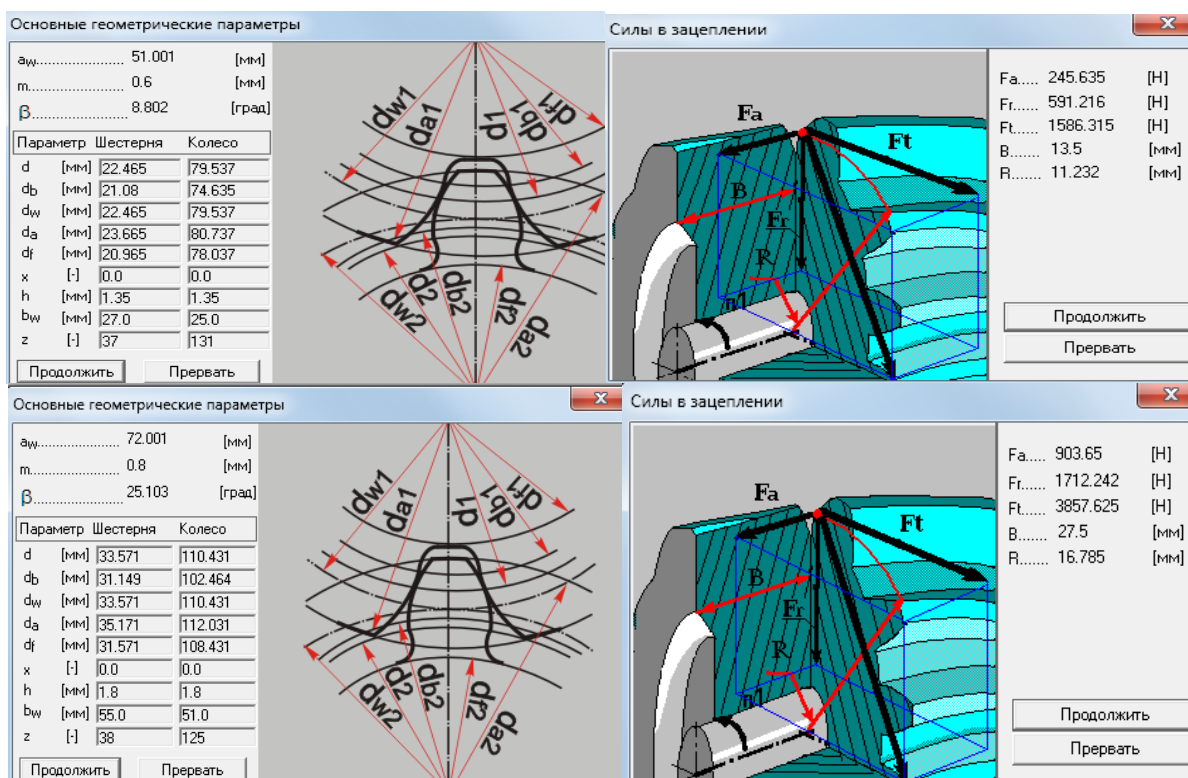 Основные геометрические параметры
aw..................... 51.001 [мм]
m....................... 0.6 [мм]
β........................ 8.802 [град]
Параметр Шестерня Колесо
d [мм] 22.465 79.537
db [мм] 21.08 74.635
dw [мм] 22.465 79.537
da [мм] 23.665 80.737
df [мм] 20.965 78.037
x [-] 0.0 0.0
h [мм] 1.35 1.35
bw [мм] 27.0 25.0
z [-] 37 131
Продолжить Прервать
dw1 da1 d1 db1 df1
dw2 d2 db2 df2 da2
Силы в зацеплении
Fa
Ft
B
Fr
R
n1
Fa..... 245.635 [Н]
Fr...... 591.216 [Н]
Ft...... 1586.315 [Н]
B....... 13.5 [мм]
R....... 11.232 [мм]
Продолжить
Прервать
Основные геометрические параметры
aw..................... 72.001 [мм]
m....................... 0.8 [мм]
β........................ 25.103 [град]
Параметр Шестерня Колесо
d [мм] 33.571 110.431
db [мм] 31.149 102.464
dw [мм] 33.571 110.431
da [мм] 35.171 112.031
df [мм] 31.571 108.431
x [-] 0.0 0.0
h [мм] 1.8 1.8
bw [мм] 55.0 51.0
z [-] 38 125
Продолжить Прервать
dw1 da1 d1 db1 df1
dw2 d2 db2 df2 da2
Силы в зацеплении
Fa
Ft
B
Fr
R
n1
Fa..... 903.65 [Н]
Fr...... 1712.242 [Н]
Ft...... 3857.625 [Н]
B....... 27.5 [мм]
R....... 16.785 [мм]
Продолжить
Прервать